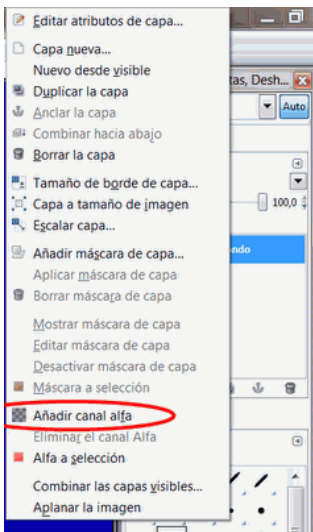 Editar atributos de capa...
Capa nueva...
Nuevo desde visible
Duplicar la capa
Anclar la capa
Combinar hacia abajo
Borrar la capa
Tamaño de borde de capa...
Capa a tamaño de imagen
Escalar capa...
Añadir máscara de capa...
Aplicar máscara de capa
Borrar máscara de capa
Mostrar máscara de capa
Editar máscara de capa
Desactivar máscara de capa
Máscara a selección
Añadir canal alfa
Eliminar el canal Alfa
Alfa a selección
Combinar las capas visibles...
Aplanar la imagen
tas, Desh...
Auto
100,0
ndo